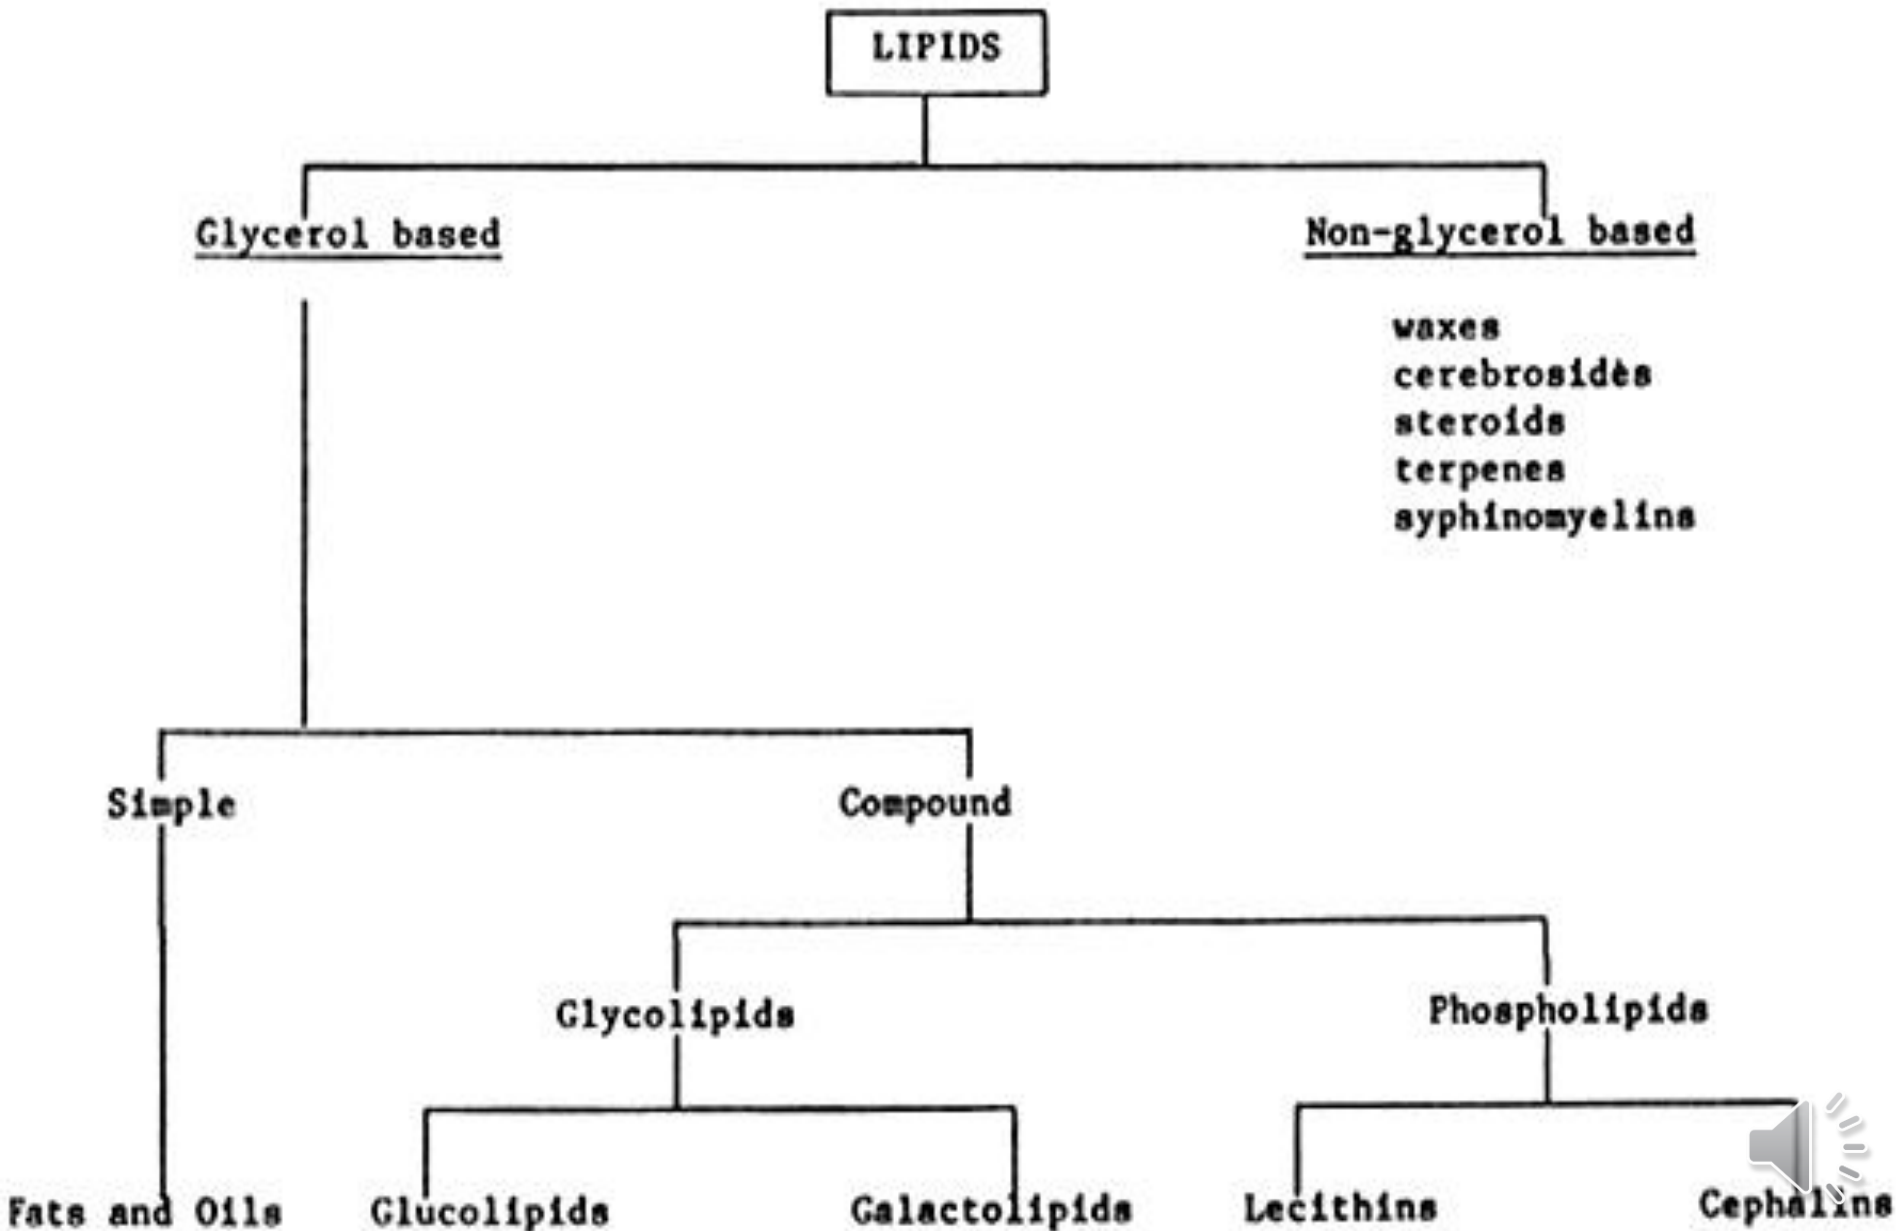 LIPIDS
Glycerol based
Non-glycerol based
waxes
cerebrosidès
steroids
terpenes
syphinomyelins
Simple
Compound
Glycolipids
Phospholipids
Fats and Oils
Glucolipids
Galactolipids
Lecithins
Cephalins